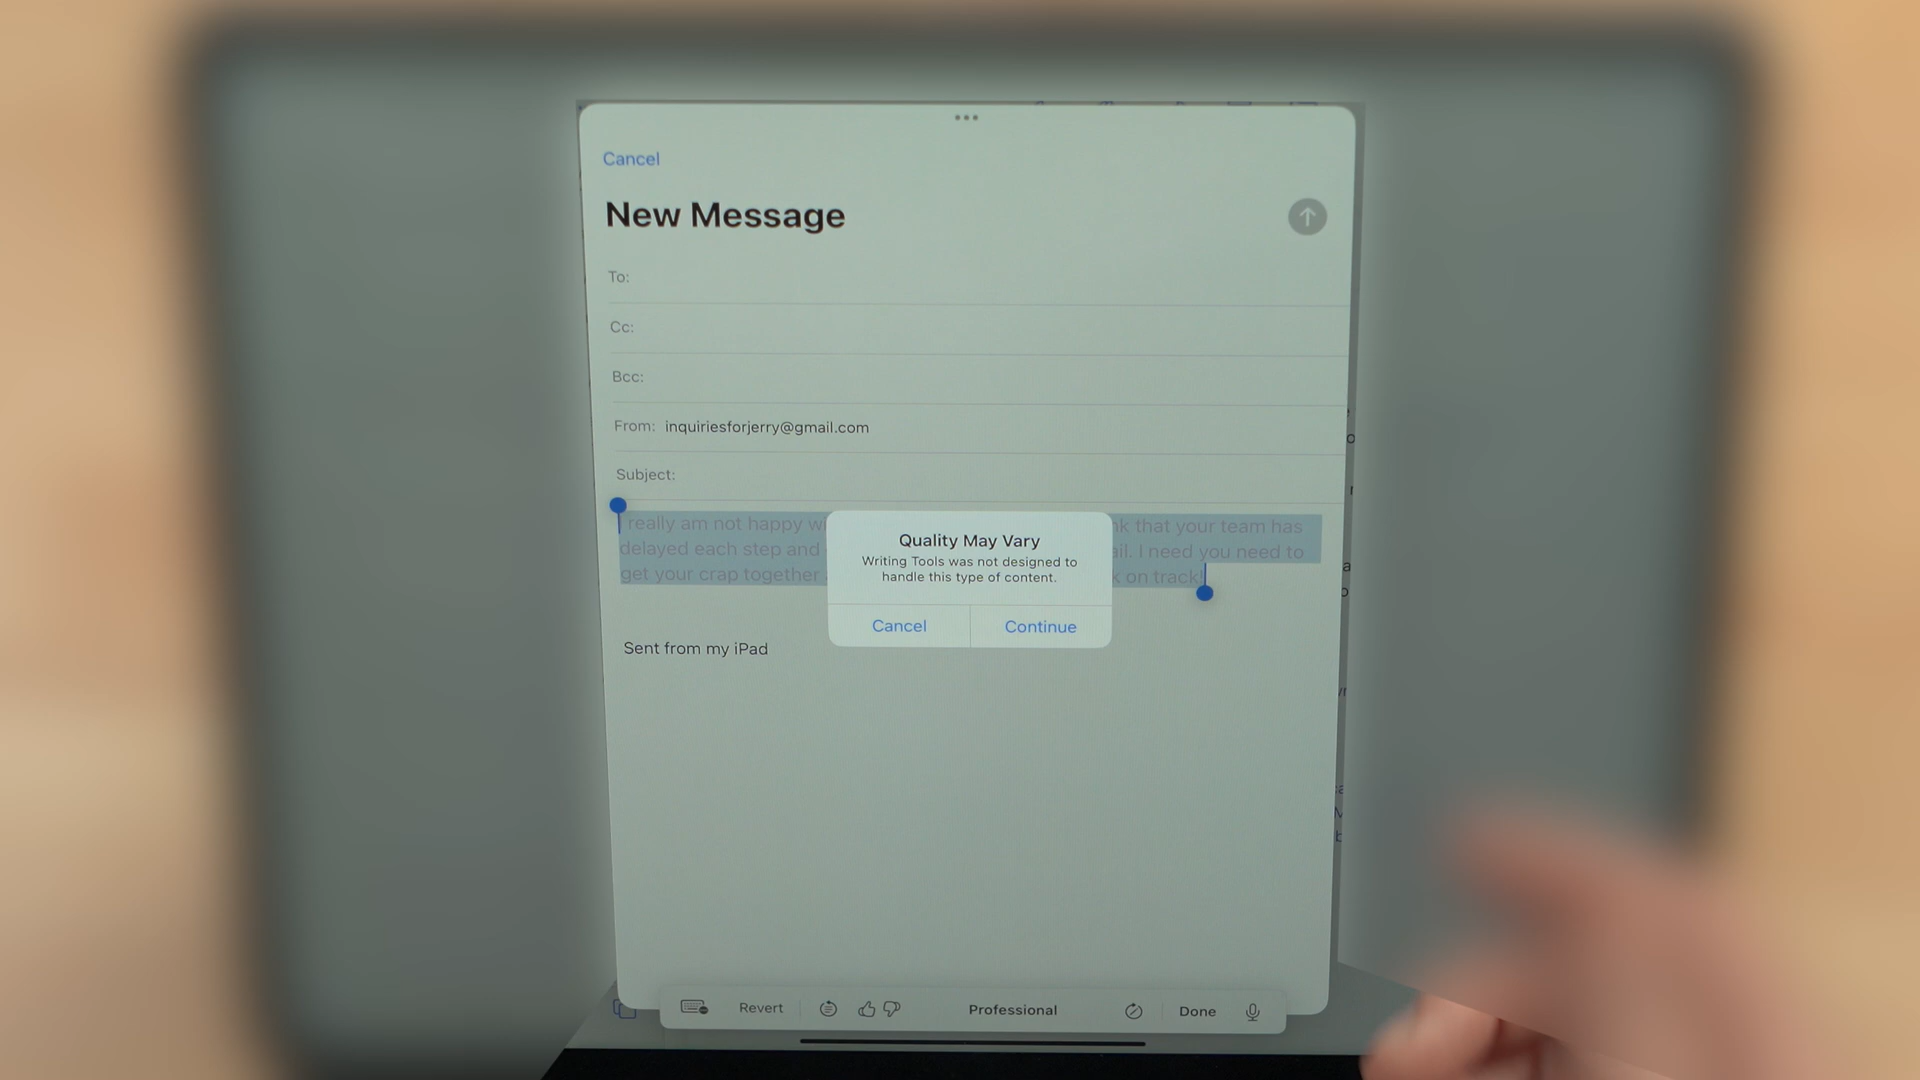 Cancel
New Message
To:
Cc:
Bcc:
From: inquiriesforjerry@gmail.com
Subject:
I really am not happy that your team has
delayed each step and I need you need to
get your crap together on track!
Quality May Vary
Writing Tools was not designed to
handle this type of content.
Cancel Continue
Sent from my iPad
Revert Professional Done